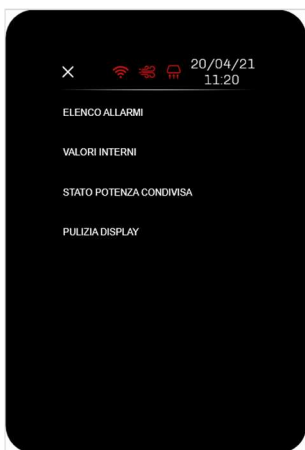 20/04/21
11:20
ELENCO ALLARMI
VALORI INTERNI
STATO POTENZA CONDIVISA
PULIZIA DISPLAY